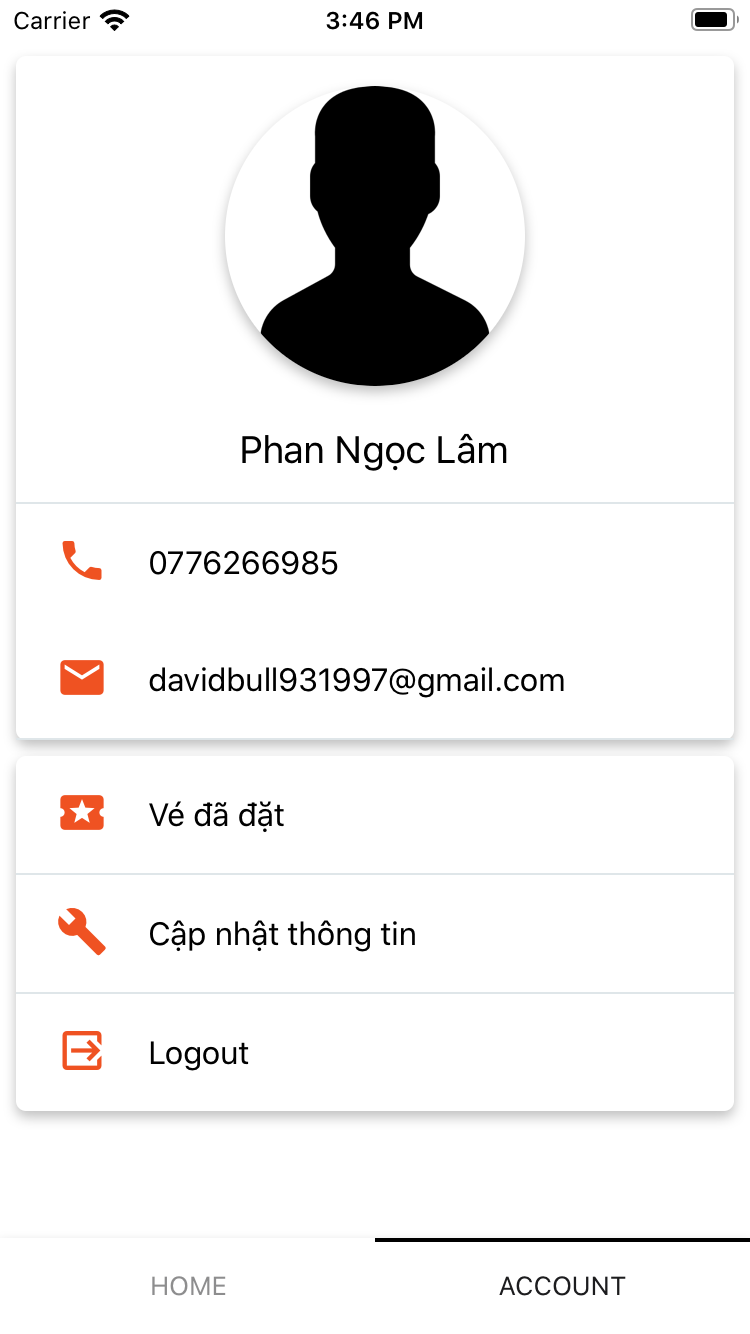 Carrier 3:46 PM
Phan Ngọc Lâm
0776266985
davidbull931997@gmail.com
Vé đã đặt
Cập nhật thông tin
Logout
HOME ACCOUNT